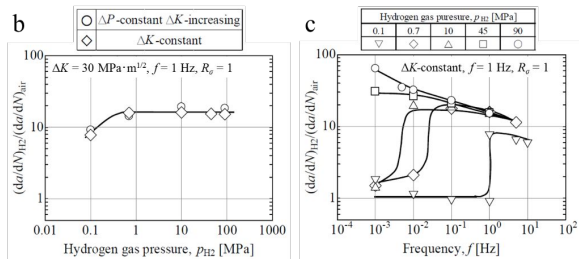 b
ΔP-constant ΔK-increasing
ΔK-constant
ΔK = 30 MPa·m1/2, f = 1 Hz, Rσ = 1
(da/dN)H2/(da/dN)air
100
10
1
0.01 0.1 1 10 100 1000
Hydrogen gas pressure, pH2 [MPa]
c
Hydrogen gas puresure, pH2 [MPa]
0.1 0.7 10 45 90
ΔK-constant, f = 1 Hz, Rσ = 1
(da/dN)H2/(da/dN)air
100
10
1
10-4 10-3 10-2 10-1 100 101 102
Frequency, f [Hz]